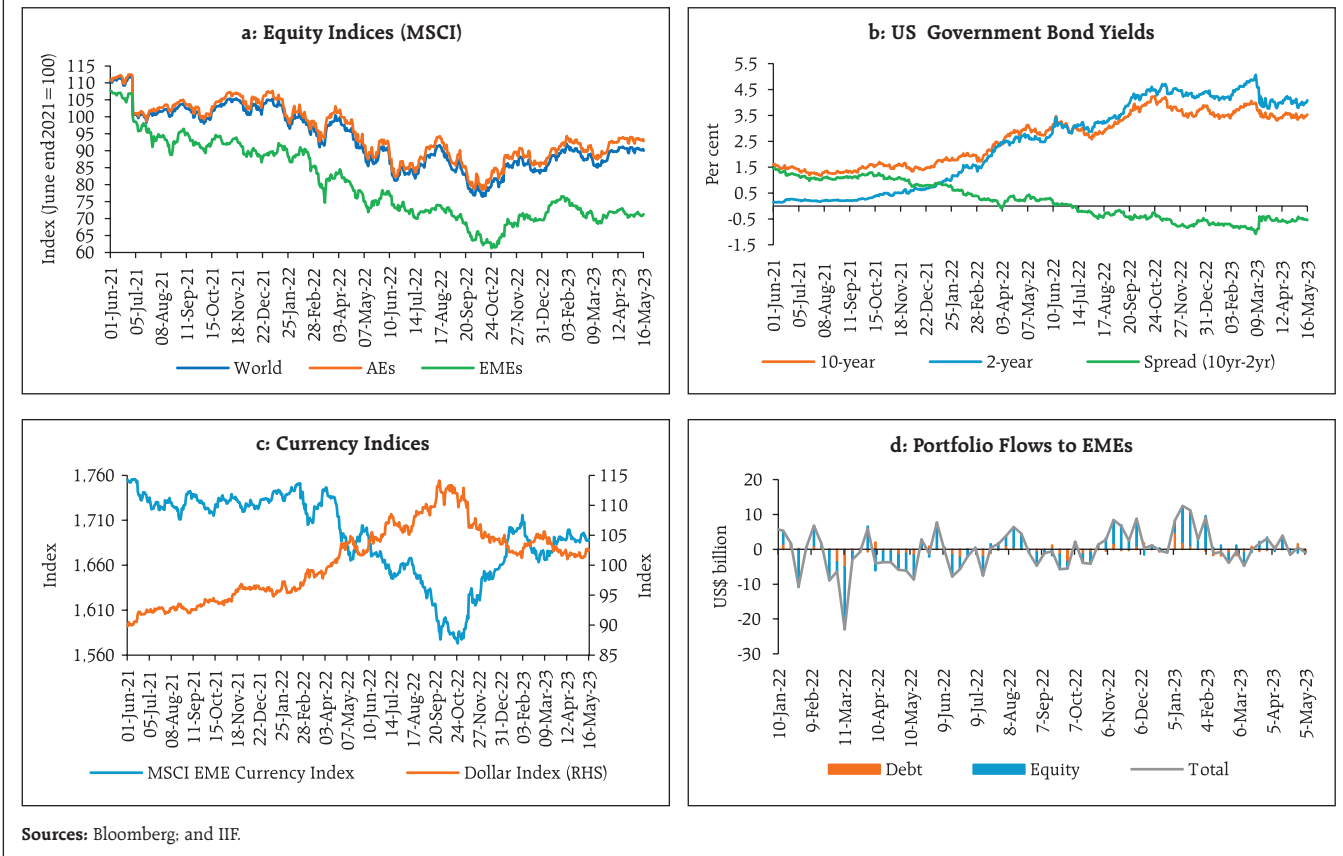 a: Equity Indices (MSCI)
Index (June end2021 = 100)
115
110
105
100
95
90
85
80
75
70
65
60
01-Jun-21
05-Jul-21
08-Aug-21
11-Sep-21
15-Oct-21
18-Nov-21
22-Dec-21
25-Jan-22
28-Feb-22
03-Apr-22
07-May-22
10-Jun-22
14-Jul-22
17-Aug-22
20-Sep-22
24-Oct-22
27-Nov-22
31-Dec-22
03-Feb-23
09-Mar-23
12-Apr-23
16-May-23
World AEs EMEs
b: US Government Bond Yields
Per cent
5.5
4.5
3.5
2.5
1.5
0.5
-0.5
-1.5
01-Jun-21
05-Jul-21
08-Aug-21
11-Sep-21
15-Oct-21
18-Nov-21
22-Dec-21
25-Jan-22
28-Feb-22
03-Apr-22
07-May-22
10-Jun-22
14-Jul-22
17-Aug-22
20-Sep-22
24-Oct-22
27-Nov-22
31-Dec-22
03-Feb-23
09-Mar-23
12-Apr-23
16-May-23
10-year 2-year Spread (10yr-2yr)
c: Currency Indices
Index
1,760
1,710
1,660
1,610
1,560
115
110
105
100
95
90
85
Index
01-Jun-21
05-Jul-21
08-Aug-21
11-Sep-21
15-Oct-21
18-Nov-21
22-Dec-21
25-Jan-22
28-Feb-22
03-Apr-22
07-May-22
10-Jun-22
14-Jul-22
17-Aug-22
20-Sep-22
24-Oct-22
27-Nov-22
31-Dec-22
03-Feb-23
09-Mar-23
12-Apr-23
16-May-23
MSCI EME Currency Index Dollar Index (RHS)
d: Portfolio Flows to EMEs
US$ billion
20
10
0
-10
-20
-30
10-Jan-22
9-Feb-22
11-Mar-22
10-Apr-22
10-May-22
9-Jun-22
9-Jul-22
8-Aug-22
7-Sep-22
7-Oct-22
6-Nov-22
6-Dec-22
5-Jan-23
4-Feb-23
6-Mar-23
5-Apr-23
5-May-23
Debt Equity Total
Sources: Bloomberg; and IIF.